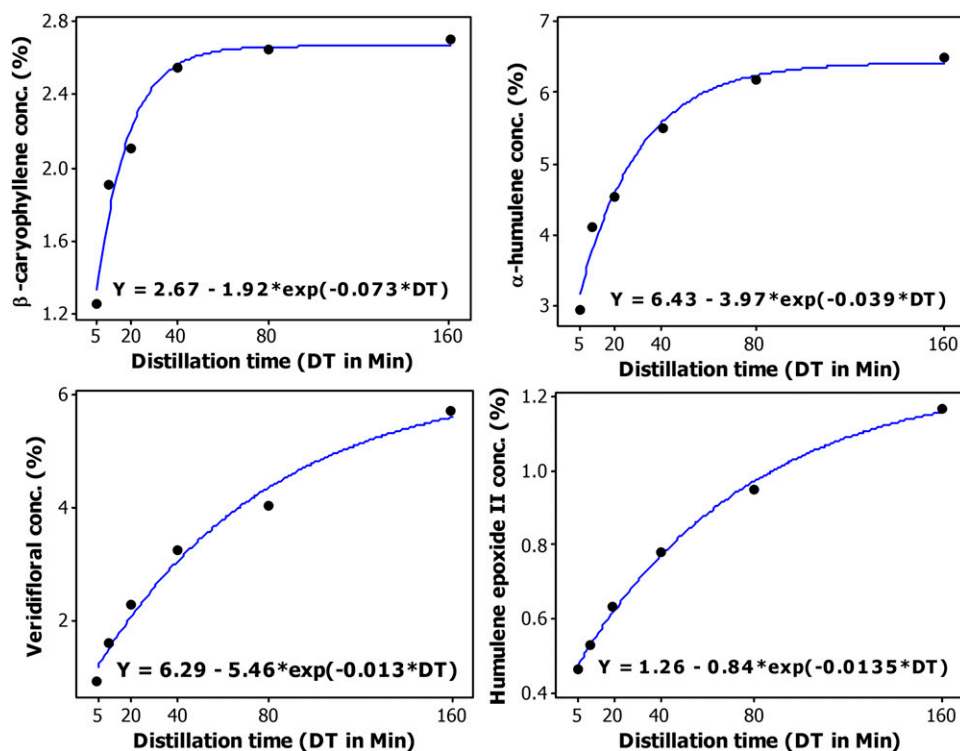 β -caryophyllene conc. (%)
2.8
2.4
2.0
1.6
1.2
Y = 2.67 - 1.92*exp(-0.073*DT)
5 20 40 80 160
Distillation time (DT in Min)
α-humulene conc. (%)
7
6
5
4
3
Y = 6.43 - 3.97*exp(-0.039*DT)
5 20 40 80 160
Distillation time (DT in Min)
Veridifloral conc. (%)
6
4
2
Y = 6.29 - 5.46*exp(-0.013*DT)
5 20 40 80 160
Distillation time (DT in Min)
Humulene epoxide II conc. (%)
1.2
1.0
0.8
0.6
0.4
Y = 1.26 - 0.84*exp(-0.0135*DT)
5 20 40 80 160
Distillation time (DT in Min)